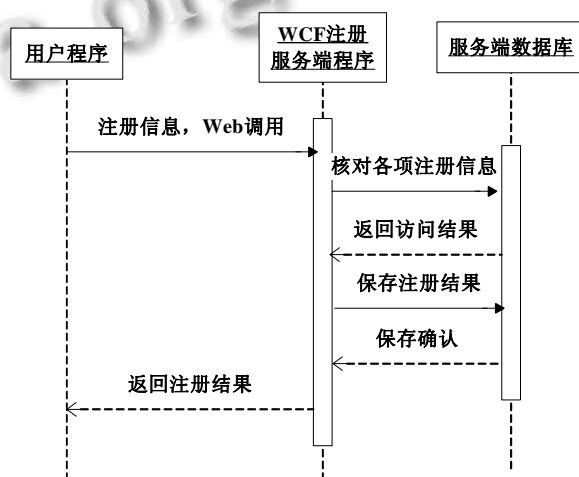 用户程序
WCF注册
服务端程序
服务端数据库
注册信息，Web调用
核对各项注册信息
返回访问结果
保存注册结果
保存确认
返回注册结果